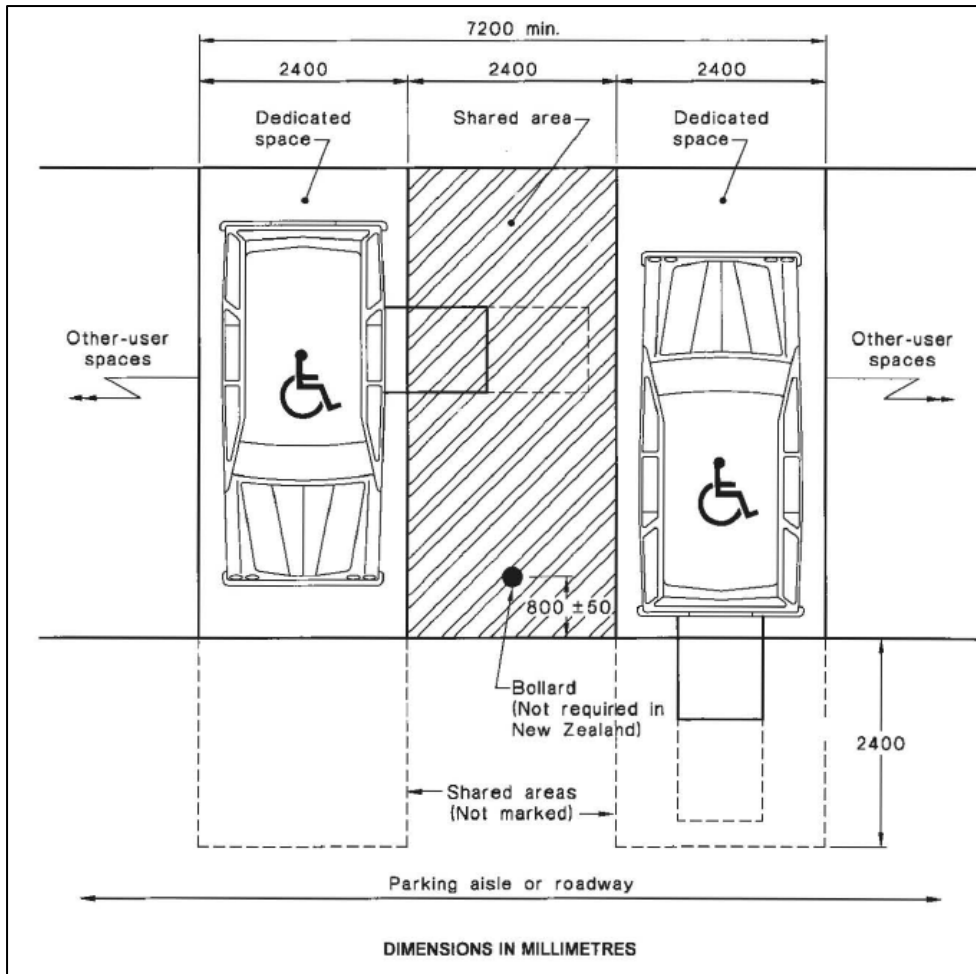 7200 min.
2400
2400
2400
Dedicated
space
Shared area
Dedicated
space
Other-user
spaces
Other-user
spaces
800 ±50
Bollard
(Not required in
New Zealand)
2400
Shared areas
(Not marked)
Parking aisle or roadway
DIMENSIONS IN MILLIMETRES